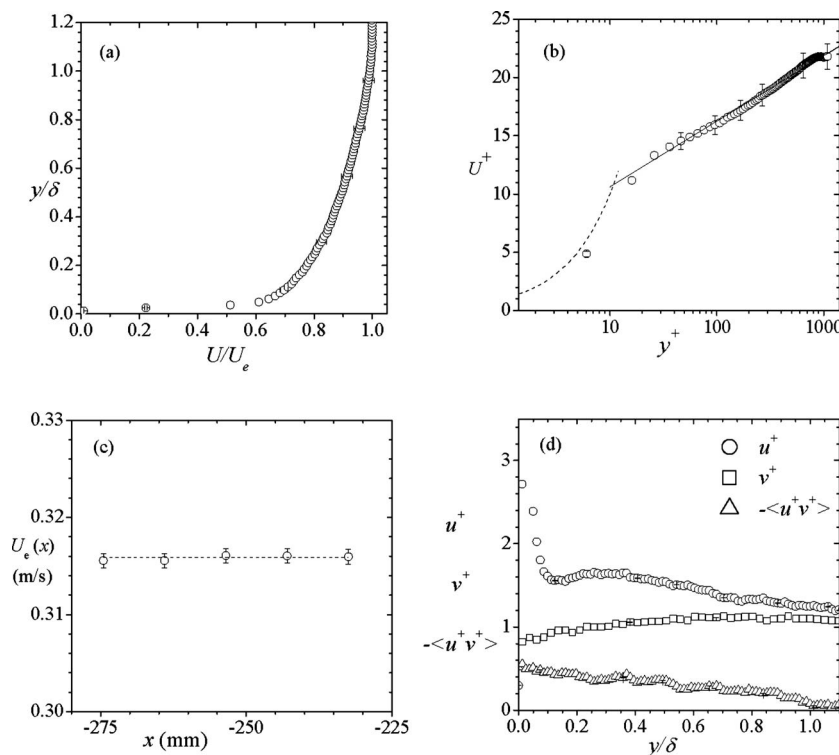 (a)
1.2
1.0
0.8
0.6
0.4
0.2
0.0
y/δ
0.0 0.2 0.4 0.6 0.8 1.0
U/Uₑ
(b)
25
20
15
10
5
0
U⁺
10 100 1000
y⁺
(c)
0.33
0.32
0.31
0.30
Uₑ(x)
(m/s)
-275 -250 -225
x (mm)
(d)
u⁺
v⁺
-<u⁺v⁺>
3
2
1
0
u⁺
v⁺
-<u⁺v⁺>
0.0 0.2 0.4 0.6 0.8 1.0
y/δ